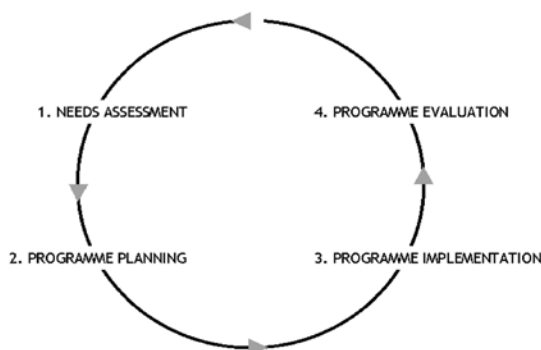 1. NEEDS ASSESSMENT
4. PROGRAMME EVALUATION
2. PROGRAMME PLANNING
3. PROGRAMME IMPLEMENTATION